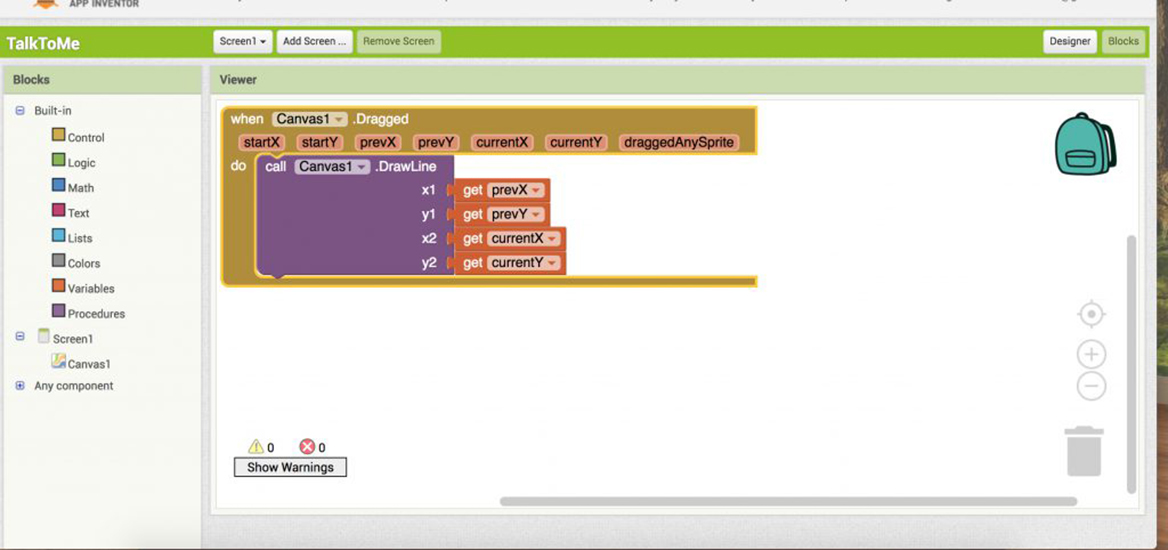 APP INVENTOR
TalkToMe
Screen1 Add Screen ... Remove Screen
Designer Blocks
Blocks
Built-in
Control
Logic
Math
Text
Lists
Colors
Variables
Procedures
Screen1
Canvas1
Any component
Viewer
when Canvas1 .Dragged
startX startY prevX prevY currentX currentY draggedAnySprite
do call Canvas1 .DrawLine
x1 get prevX
y1 get prevY
x2 get currentX
y2 get currentY
0 0
Show Warnings